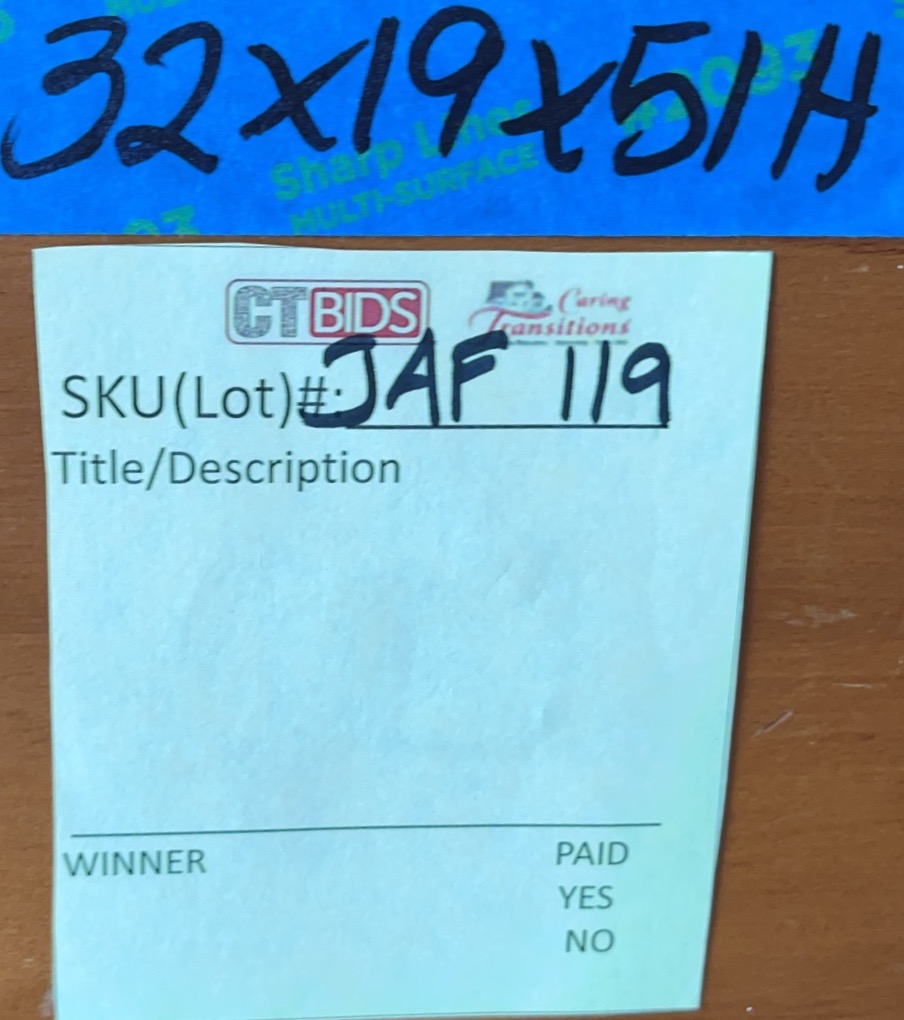 32x19x51H
Sharp Lines
MULTI-SURFACE
CTBIDS
Caring
Transitions
SKU(Lot)#: JAF 119
Title/Description
WINNER
PAID
YES
NO